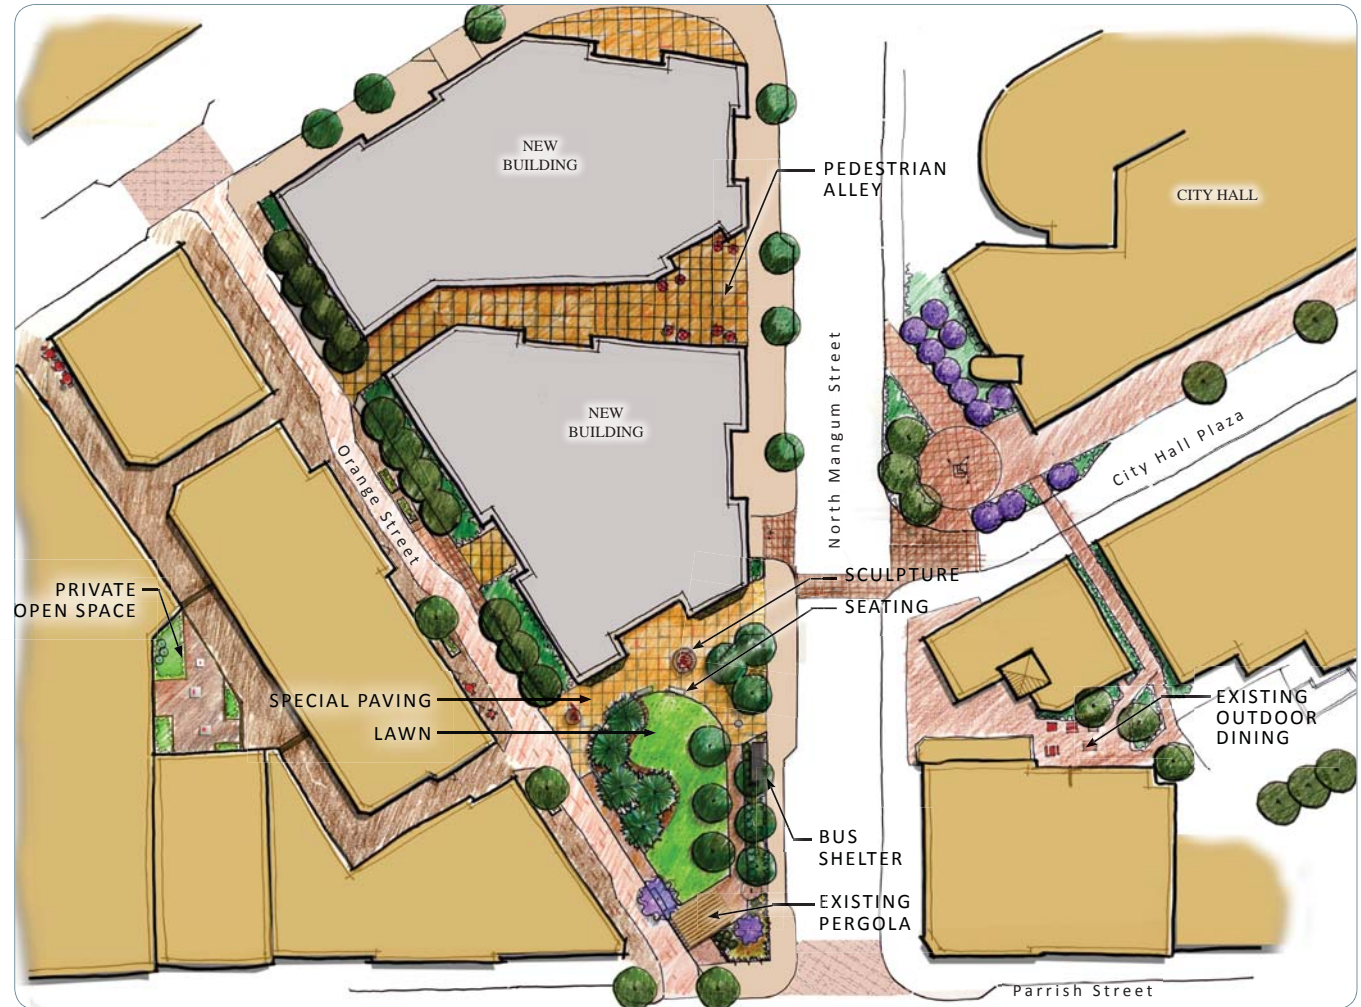 NEW
BUILDING
PEDESTRIAN
ALLEY
CITY HALL
NEW
BUILDING
North Mangum Street
City Hall Plaza
Orange Street
PRIVATE
OPEN SPACE
SCULPTURE
SEATING
SPECIAL PAVING
LAWN
EXISTING
OUTDOOR
DINING
BUS
SHELTER
EXISTING
PERGOLA
Parrish Street